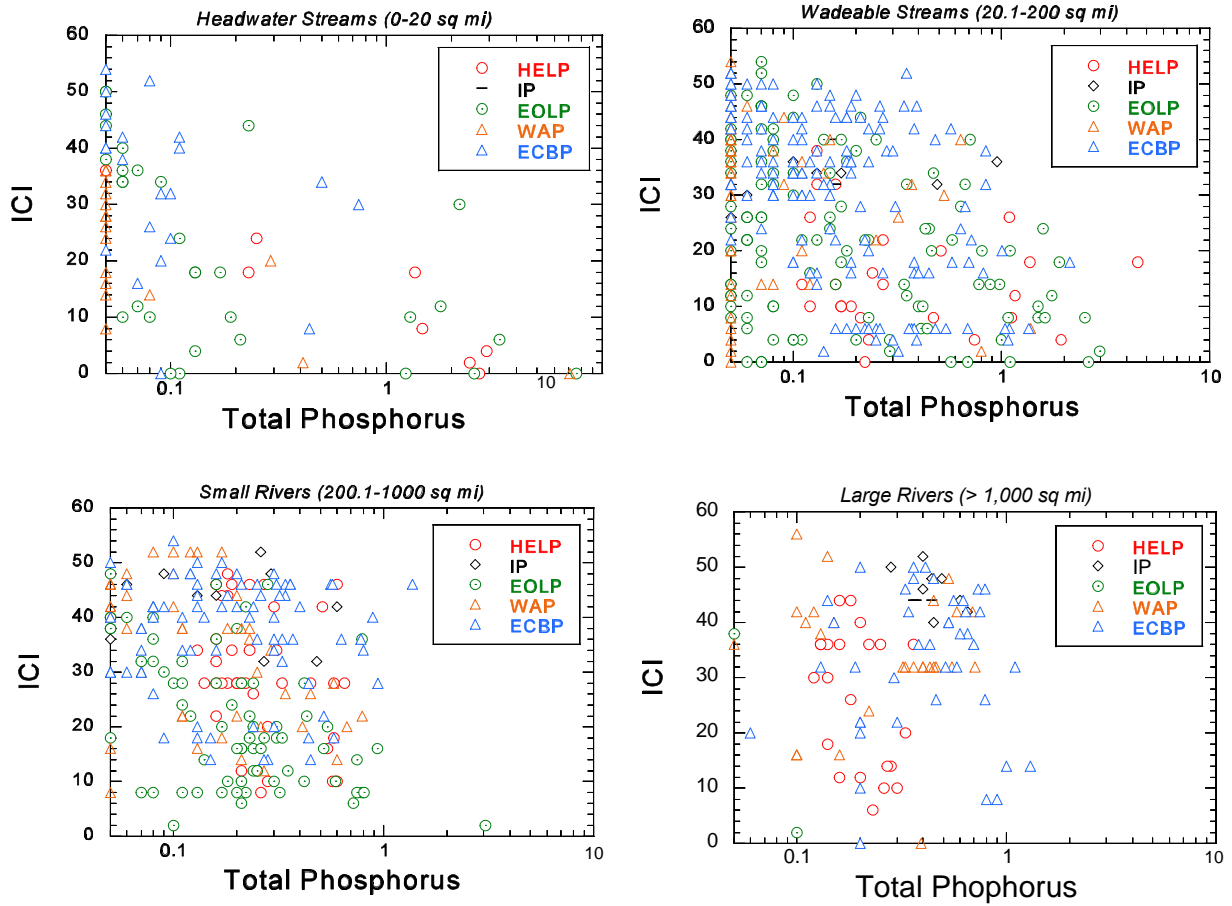 Headwater Streams (0-20 sq mi)
60
50
40
30
20
10
0
ICI
HELP
IP
EOLP
WAP
ECBP
0.1
1
10
Total Phosphorus
Wadeable Streams (20.1-200 sq mi)
60
50
40
30
20
10
0
ICI
HELP
IP
EOLP
WAP
ECBP
0.1
1
10
Total Phosphorus
Small Rivers (200.1-1000 sq mi)
60
50
40
30
20
10
0
ICI
HELP
IP
EOLP
WAP
ECBP
0.1
1
10
Total Phosphorus
Large Rivers (> 1,000 sq mi)
60
50
40
30
20
10
0
ICI
HELP
IP
EOLP
WAP
ECBP
0.1
1
10
Total Phophorus